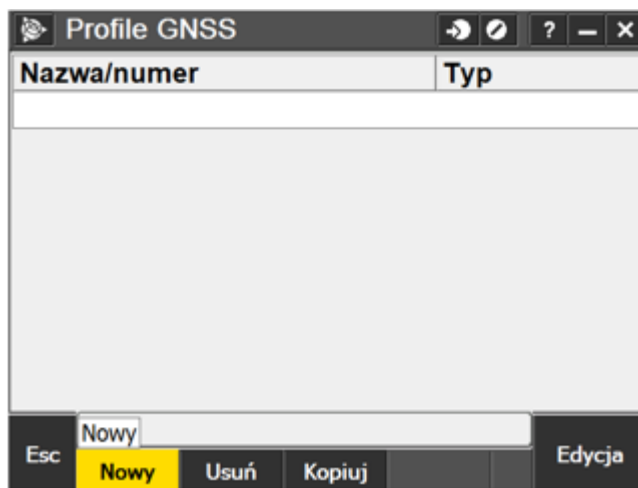 Profile GNSS ? – ×
Nazwa/numer Typ
Nowy
Esc Nowy Usuń Kopiuj Edycja